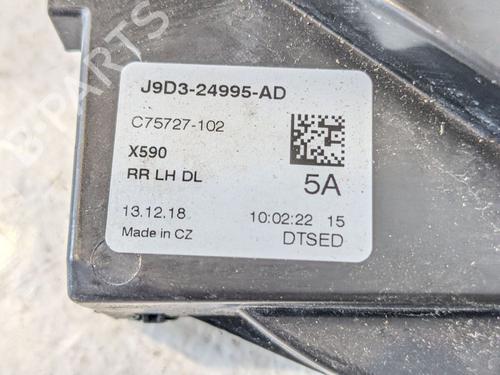 J9D3-24995-AD
C75727-102
X590
RR LH DL
5A
13.12.18
10:02:22 15
Made in CZ
DTSED
B-PARTS